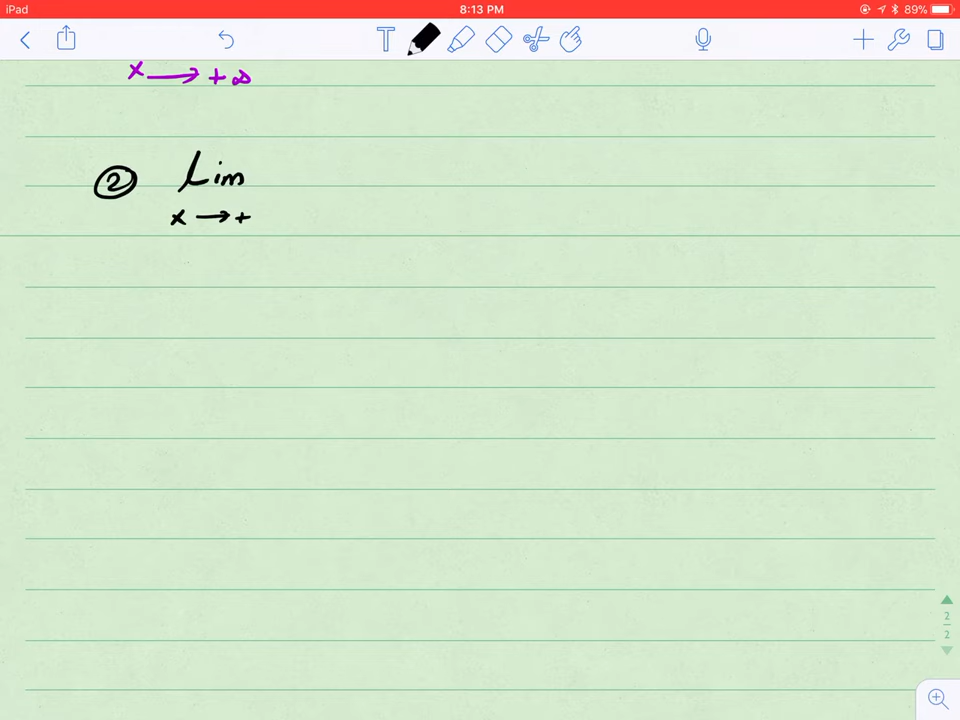 iPad 8:13 PM 89%
T
x → +∞
② Lim
x → +
2
2